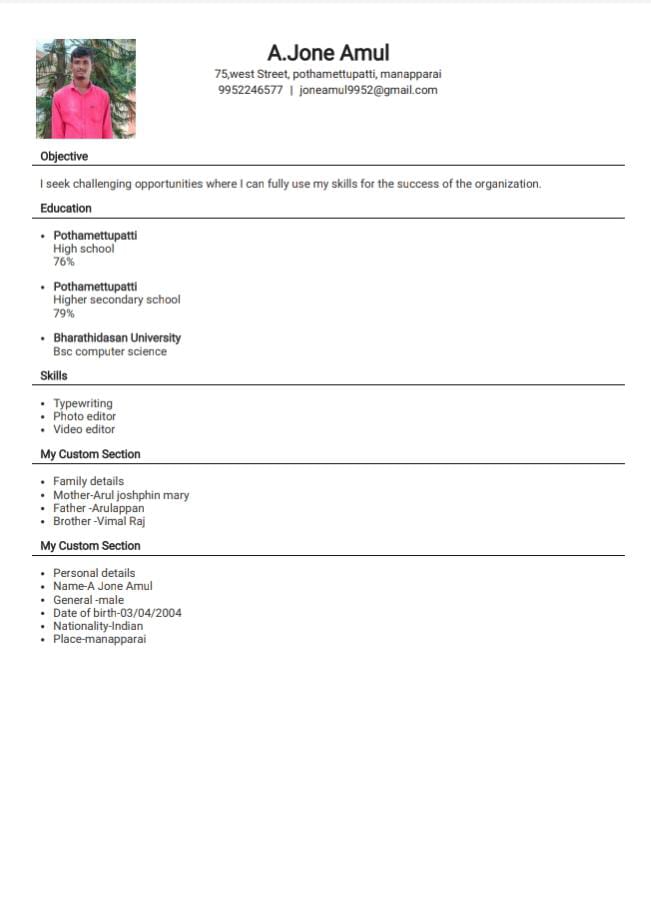 A.Jone Amul
75,west Street, pothamettupatti, manapparai
9952246577 | joneamul9952@gmail.com
Objective
I seek challenging opportunities where I can fully use my skills for the success of the organization.
Education
• Pothamettupatti
High school
76%
• Pothamettupatti
Higher secondary school
79%
• Bharathidasan University
Bsc computer science
Skills
• Typewriting
• Photo editor
• Video editor
My Custom Section
• Family details
• Mother-Arul joshphin mary
• Father -Arulappan
• Brother -Vimal Raj
My Custom Section
• Personal details
• Name-A Jone Amul
• General -male
• Date of birth-03/04/2004
• Nationality-Indian
• Place-manapparai